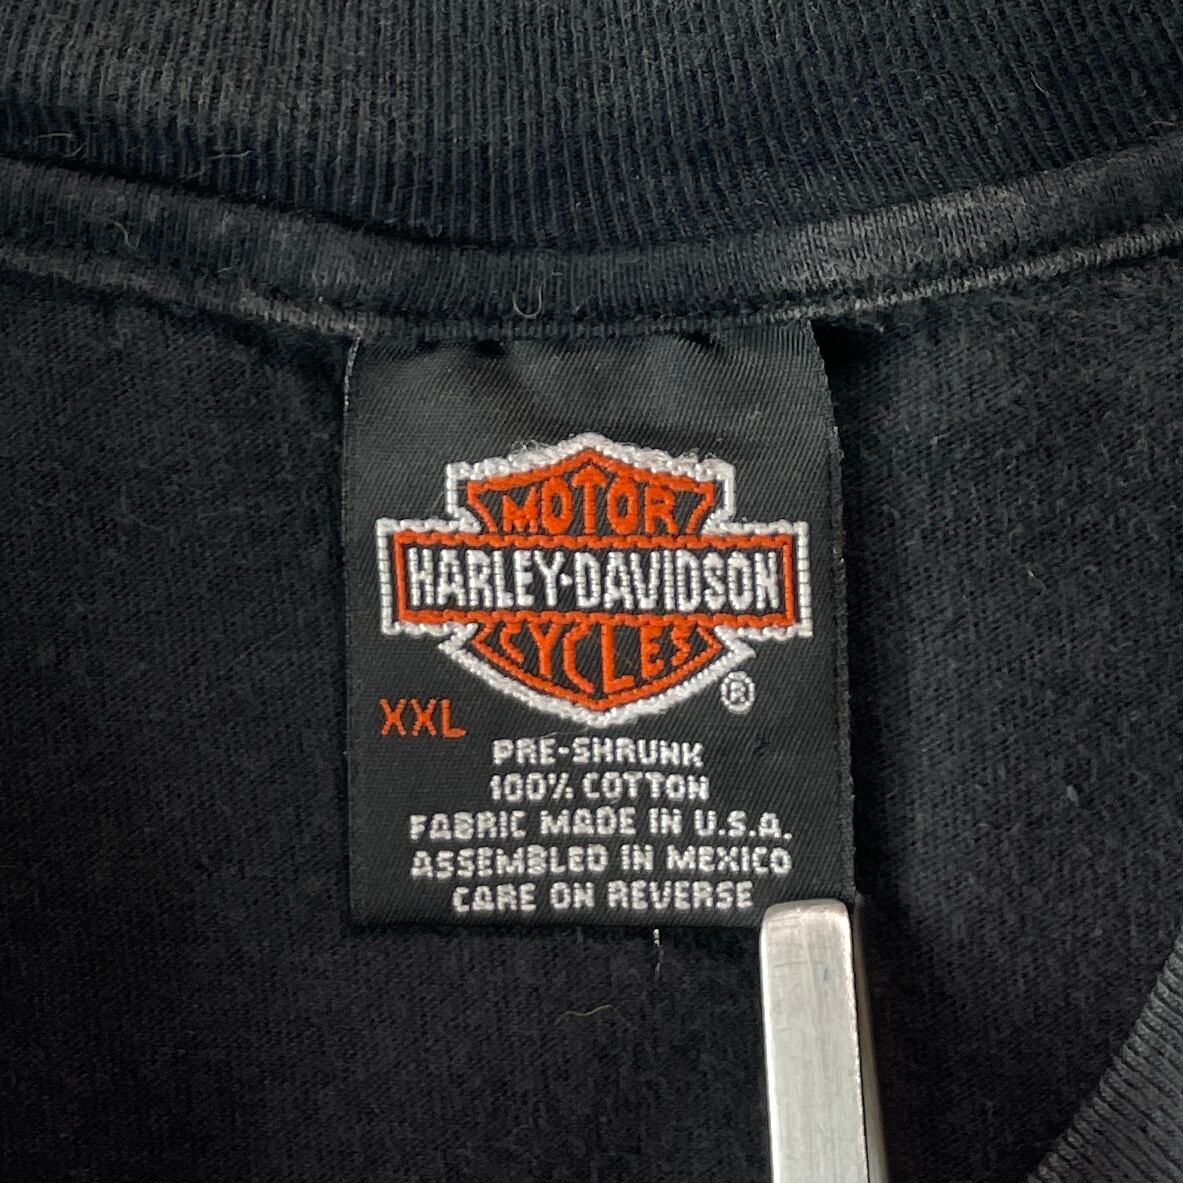 MOTOR
HARLEY-DAVIDSON
CYCLES
®
XXL
PRE-SHRUNK
100% COTTON
FABRIC MADE IN U.S.A.
ASSEMBLED IN MEXICO
CARE ON REVERSE